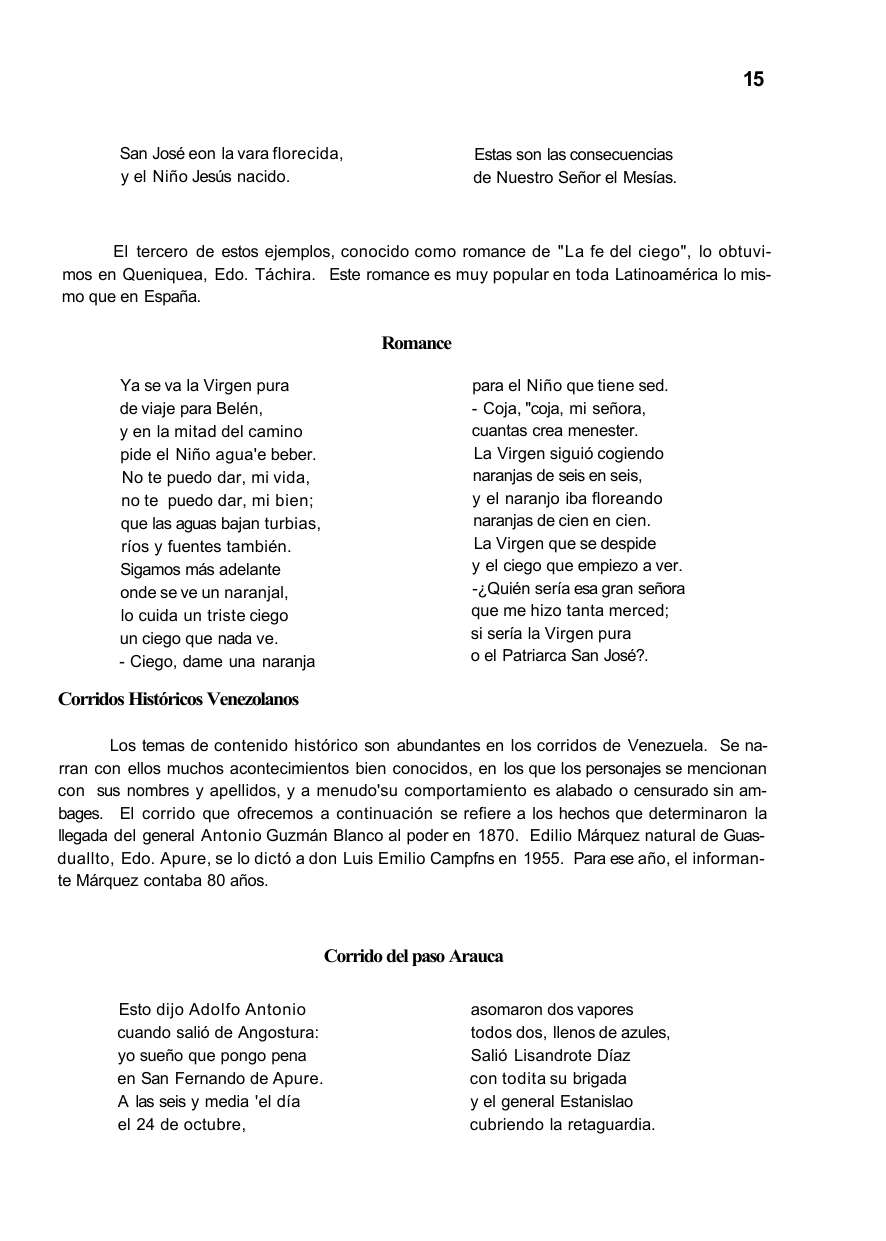 15
San José eon la vara florecida,
y el Niño Jesús nacido.
Estas son las consecuencias
de Nuestro Señor el Mesías.
El tercero de estos ejemplos, conocido como romance de "La fe del ciego", lo obtuvi-
mos en Queniquea, Edo. Táchira. Este romance es muy popular en toda Latinoamérica lo mis-
mo que en España.
Romance
Ya se va la Virgen pura
de viaje para Belén,
y en la mitad del camino
pide el Niño agua'e beber.
No te puedo dar, mi vida,
no te puedo dar, mi bien;
que las aguas bajan turbias,
ríos y fuentes también.
Sigamos más adelante
onde se ve un naranjal,
lo cuida un triste ciego
un ciego que nada ve.
- Ciego, dame una naranja
para el Niño que tiene sed.
- Coja, "coja, mi señora,
cuantas crea menester.
La Virgen siguió cogiendo
naranjas de seis en seis,
y el naranjo iba floreando
naranjas de cien en cien.
La Virgen que se despide
y el ciego que empiezo a ver.
-¿Quién sería esa gran señora
que me hizo tanta merced;
si sería la Virgen pura
o el Patriarca San José?.
Corridos Históricos Venezolanos
Los temas de contenido histórico son abundantes en los corridos de Venezuela. Se na-
rran con ellos muchos acontecimientos bien conocidos, en los que los personajes se mencionan
con sus nombres y apellidos, y a menudo'su comportamiento es alabado o censurado sin am-
bages. El corrido que ofrecemos a continuación se refiere a los hechos que determinaron la
llegada del general Antonio Guzmán Blanco al poder en 1870. Edilio Márquez natural de Guas-
duallto, Edo. Apure, se lo dictó a don Luis Emilio Campfns en 1955. Para ese año, el informan-
te Márquez contaba 80 años.
Corrido del paso Arauca
Esto dijo Adolfo Antonio
cuando salió de Angostura:
yo sueño que pongo pena
en San Fernando de Apure.
A las seis y media 'el día
el 24 de octubre,
asomaron dos vapores
todos dos, llenos de azules,
Salió Lisandrote Díaz
con todita su brigada
y el general Estanislao
cubriendo la retaguardia.